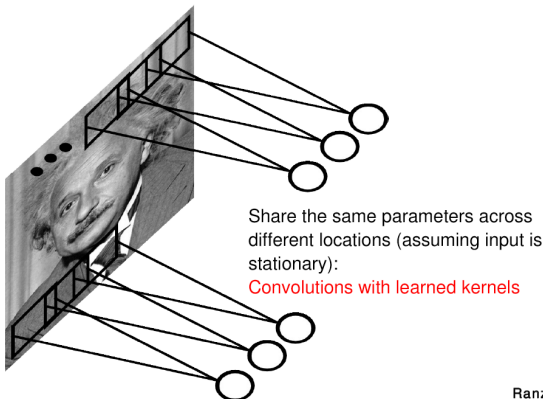 Share the same parameters across
different locations (assuming input is
stationary):
Convolutions with learned kernels